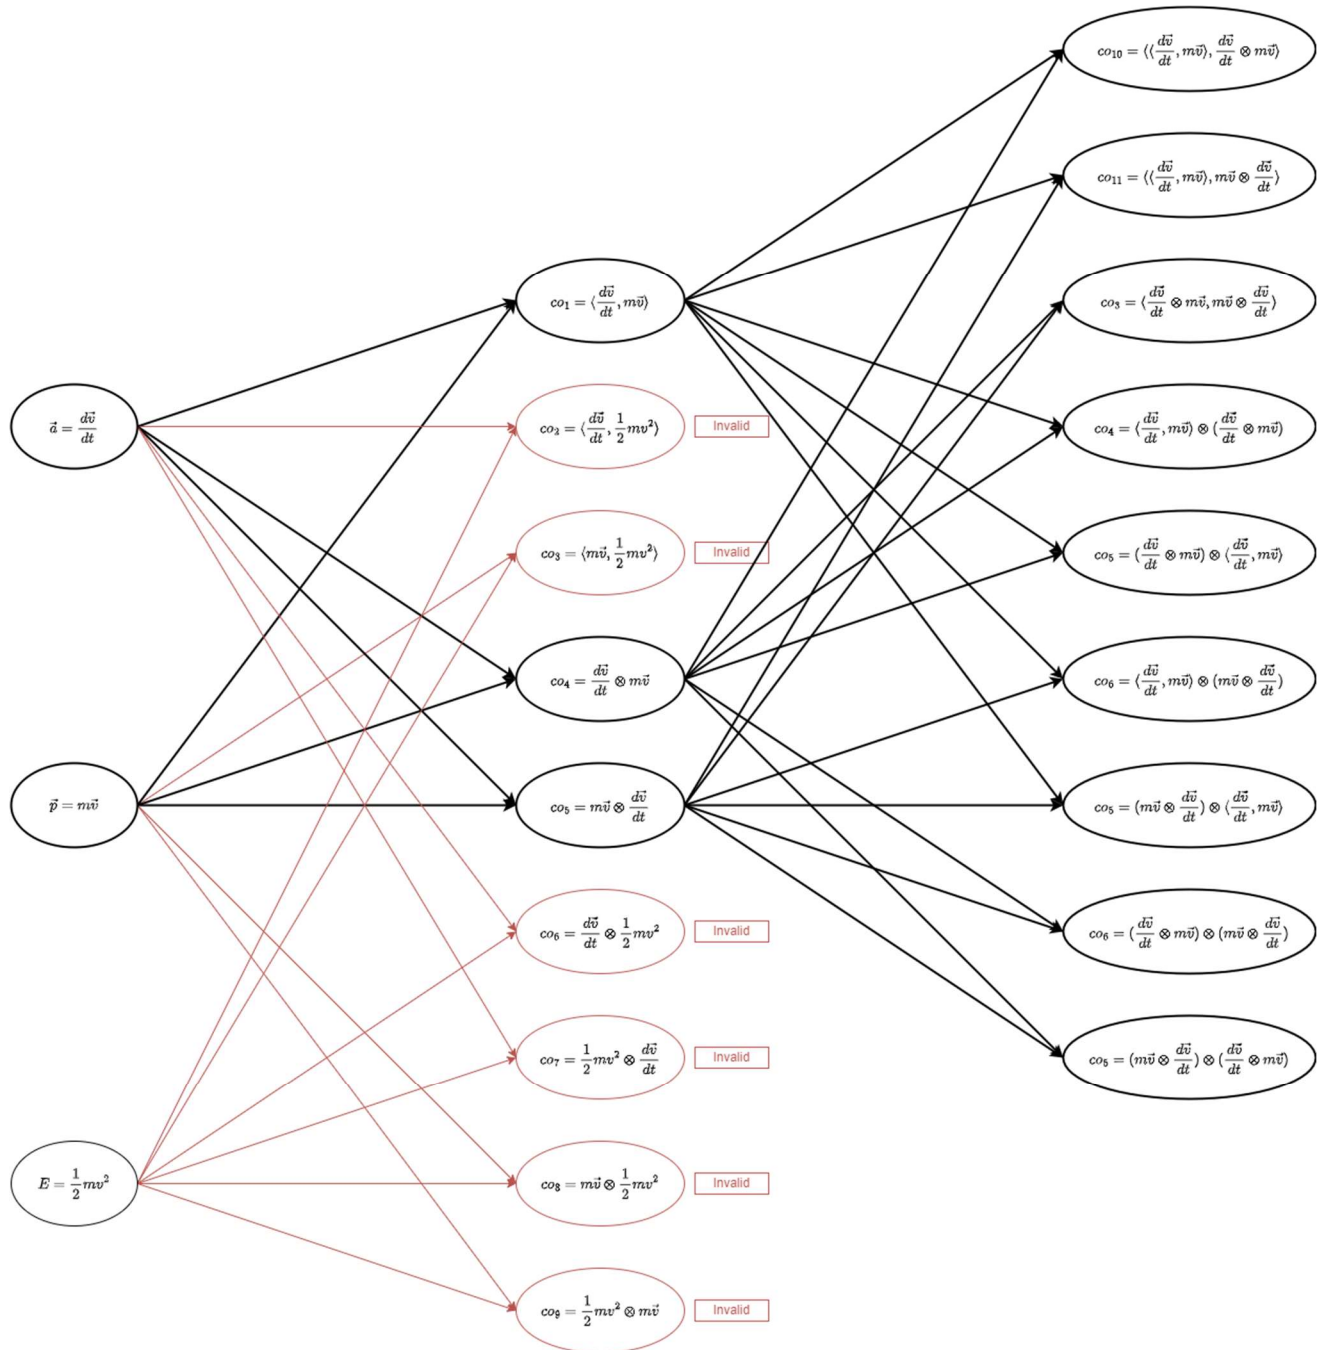 co₁₀ = ⟨⟨dv⃗/dt, mv⃗⟩, dv⃗/dt ⊗ mv⃗⟩
co₁₁ = ⟨⟨dv⃗/dt, mv⃗⟩, mv⃗ ⊗ dv⃗/dt⟩
co₁ = ⟨dv⃗/dt, mv⃗⟩
co₃ = ⟨dv⃗/dt ⊗ mv⃗, mv⃗ ⊗ dv⃗/dt⟩
a⃗ = dv⃗/dt
co₂ = ⟨dv⃗/dt, 1/2 mv²⟩
Invalid
co₄ = ⟨dv⃗/dt, mv⃗⟩ ⊗ (dv⃗/dt ⊗ mv⃗)
co₃ = ⟨mv⃗, 1/2 mv²⟩
Invalid
co₅ = (dv⃗/dt ⊗ mv⃗) ⊗ ⟨dv⃗/dt, mv⃗⟩
co₄ = dv⃗/dt ⊗ mv⃗
co₆ = ⟨dv⃗/dt, mv⃗⟩ ⊗ (mv⃗ ⊗ dv⃗/dt)
p⃗ = mv⃗
co₅ = mv⃗ ⊗ dv⃗/dt
co₅ = (mv⃗ ⊗ dv⃗/dt) ⊗ ⟨dv⃗/dt, mv⃗⟩
co₆ = dv⃗/dt ⊗ 1/2 mv²
Invalid
co₆ = (dv⃗/dt ⊗ mv⃗) ⊗ (mv⃗ ⊗ dv⃗/dt)
co₇ = 1/2 mv² ⊗ dv⃗/dt
Invalid
co₅ = (mv⃗ ⊗ dv⃗/dt) ⊗ (dv⃗/dt ⊗ mv⃗)
E = 1/2 mv²
co₈ = mv⃗ ⊗ 1/2 mv²
Invalid
co₉ = 1/2 mv² ⊗ mv⃗
Invalid